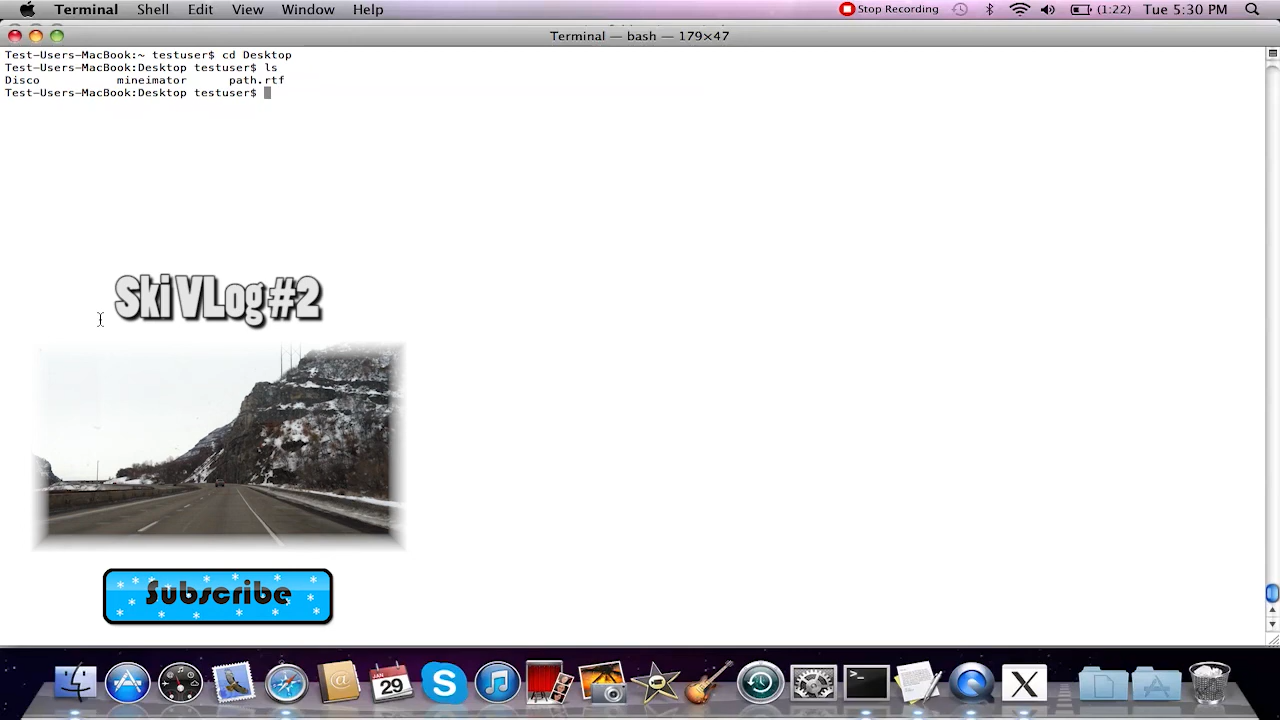 Terminal Shell Edit View Window Help Stop Recording (1:22) Tue 5:30 PM
Terminal — bash — 179×47
Test-Users-MacBook:~ testuser$ cd Desktop
Test-Users-MacBook:Desktop testuser$ ls
Disco mineimator path.rtf
Test-Users-MacBook:Desktop testuser$
Ski VLog #2
Subscribe
29